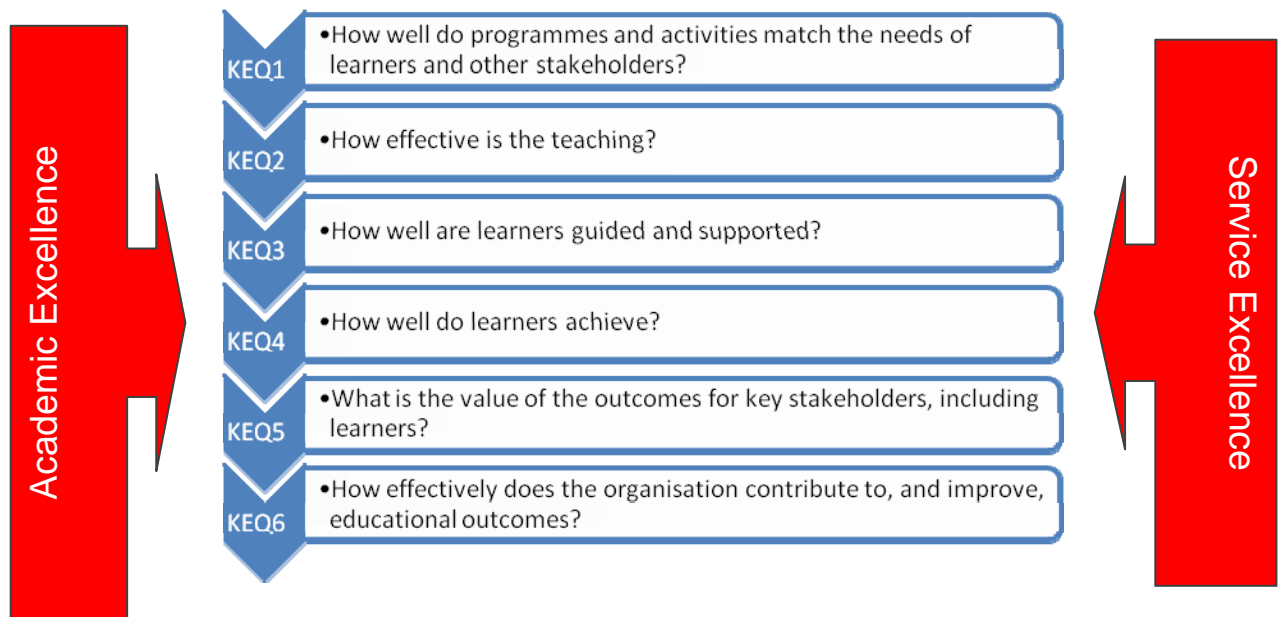 Academic Excellence
KEQ1
•How well do programmes and activities match the needs of
learners and other stakeholders?
KEQ2
•How effective is the teaching?
KEQ3
•How well are learners guided and supported?
KEQ4
•How well do learners achieve?
KEQ5
•What is the value of the outcomes for key stakeholders, including
learners?
KEQ6
•How effectively does the organisation contribute to, and improve,
educational outcomes?
Service Excellence